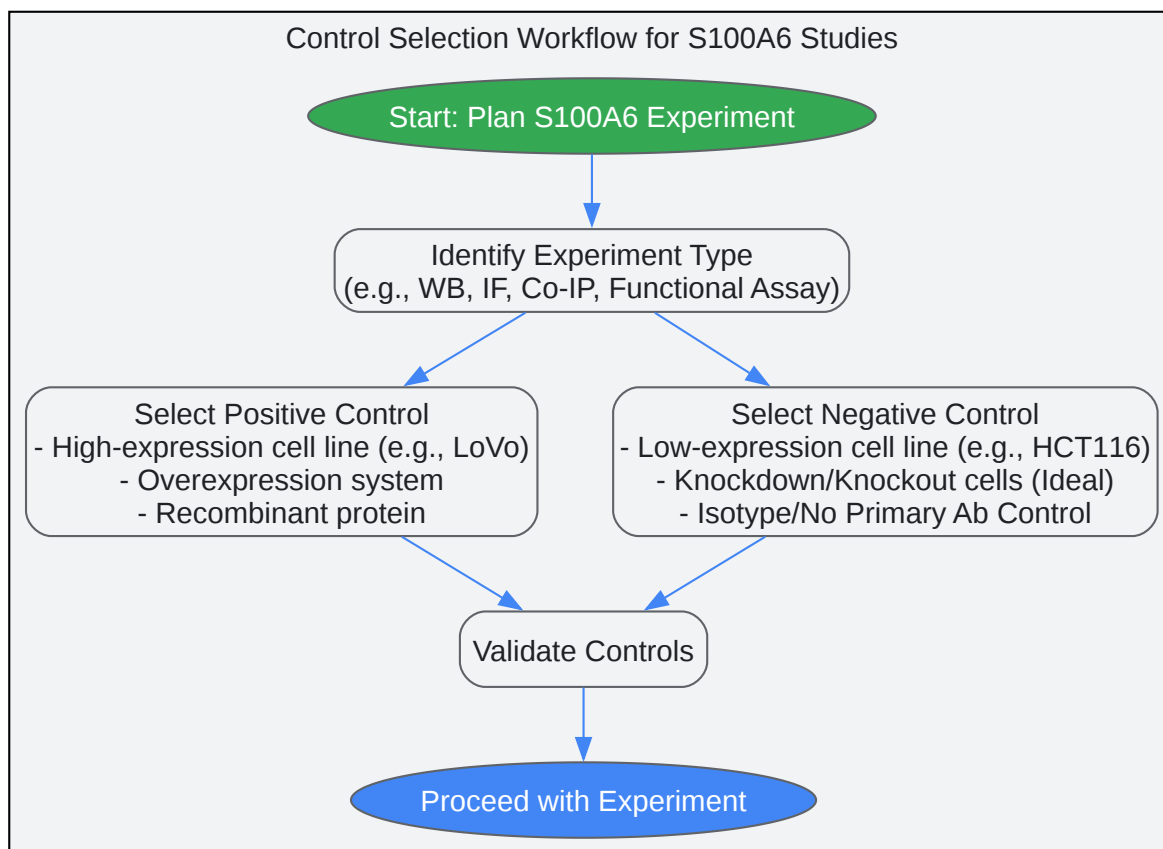 Control Selection Workflow for S100A6 Studies
Start: Plan S100A6 Experiment
Identify Experiment Type
(e.g., WB, IF, Co-IP, Functional Assay)
Select Positive Control
- High-expression cell line (e.g., LoVo)
- Overexpression system
- Recombinant protein
Select Negative Control
- Low-expression cell line (e.g., HCT116)
- Knockdown/Knockout cells (Ideal)
- Isotype/No Primary Ab Control
Validate Controls
Proceed with Experiment